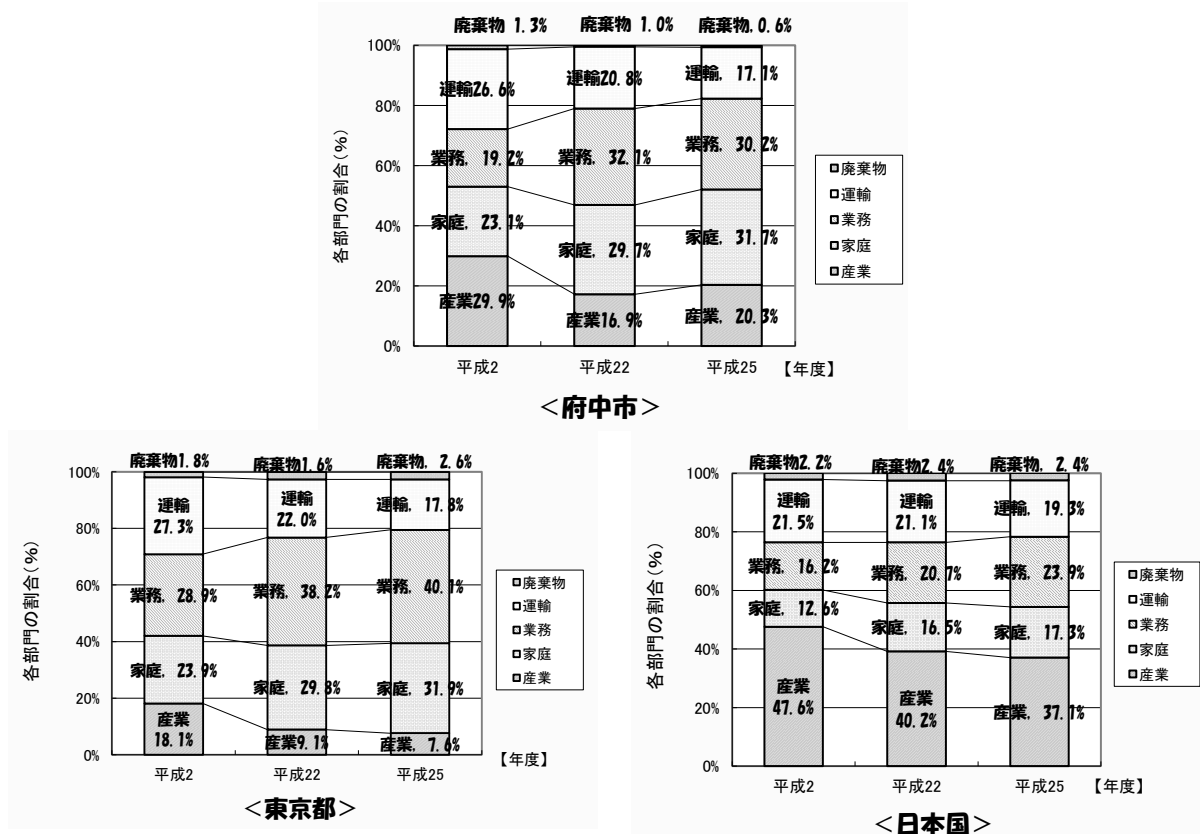 廃棄物 1.3% 廃棄物 1.0% 廃棄物, 0.6%
各部門の割合(%)
100%
80%
60%
40%
20%
0%
運輸26.6% 運輸20.8% 運輸, 17.1%
業務, 19.2% 業務, 32.1% 業務, 30.2%
家庭, 23.1% 家庭, 29.7% 家庭, 31.7%
産業29.9% 産業16.9% 産業, 20.3%
平成2 平成22 平成25 【年度】
廃棄物
運輸
業務
家庭
産業
＜府中市＞
廃棄物1.8% 廃棄物1.6% 廃棄物, 2.6%
各部門の割合(%)
100%
80%
60%
40%
20%
0%
運輸 27.3% 運輸 22.0% 運輸, 17.8%
業務, 28.9% 業務, 38.2% 業務, 40.1%
家庭, 23.9% 家庭, 29.8% 家庭, 31.9%
産業 18.1% 産業9.1% 産業, 7.6%
平成2 平成22 平成25 【年度】
廃棄物
運輸
業務
家庭
産業
＜東京都＞
廃棄物2.2% 廃棄物2.4% 廃棄物, 2.4%
各部門の割合(%)
100%
80%
60%
40%
20%
0%
運輸 21.5% 運輸 21.1% 運輸, 19.3%
業務, 16.2% 業務, 20.7% 業務, 23.9%
家庭, 12.6% 家庭, 16.5% 家庭, 17.3%
産業 47.6% 産業 40.2% 産業, 37.1%
平成2 平成22 平成25 【年度】
廃棄物
運輸
業務
家庭
産業
＜日本国＞